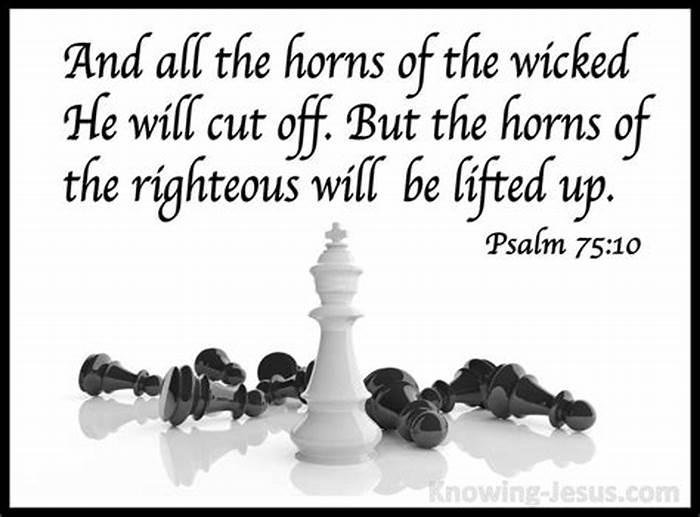 And all the horns of the wicked
He will cut off. But the horns of
the righteous will be lifted up.
Psalm 75:10
Knowing-Jesus.com